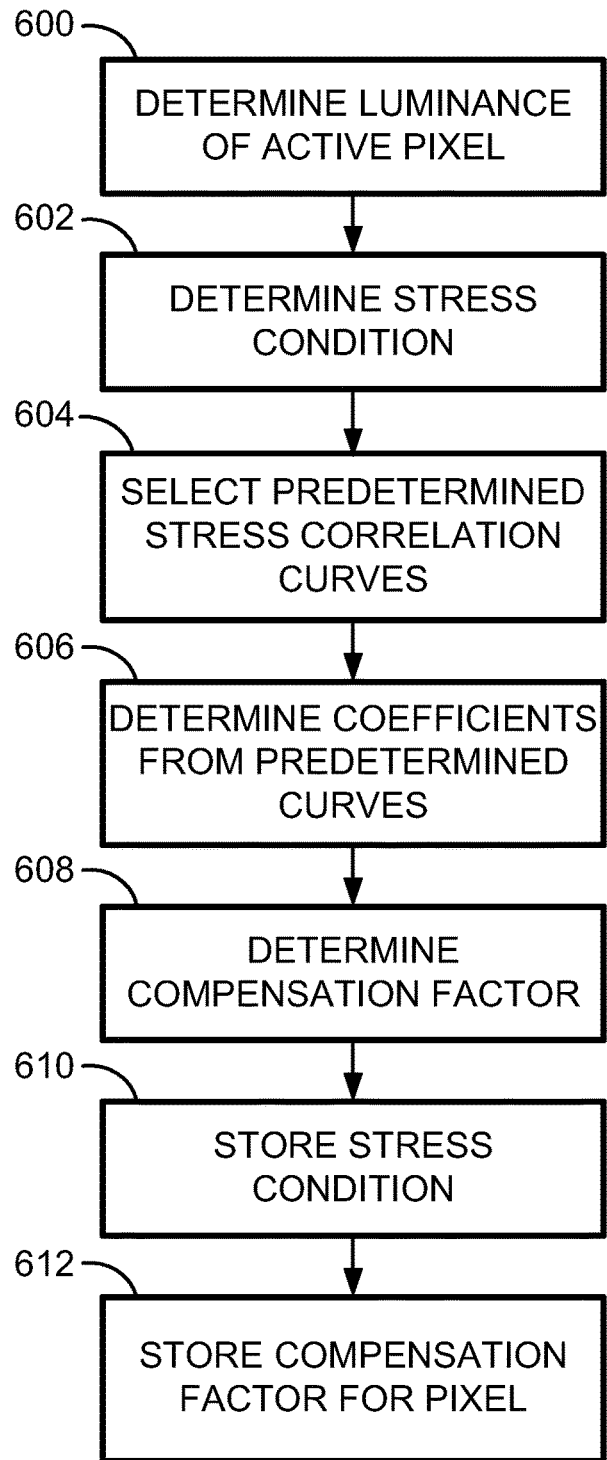 600
DETERMINE LUMINANCE
OF ACTIVE PIXEL
602
DETERMINE STRESS
CONDITION
604
SELECT PREDETERMINED
STRESS CORRELATION
CURVES
606
DETERMINE COEFFICIENTS
FROM PREDETERMINED
CURVES
608
DETERMINE
COMPENSATION FACTOR
610
STORE STRESS
CONDITION
612
STORE COMPENSATION
FACTOR FOR PIXEL